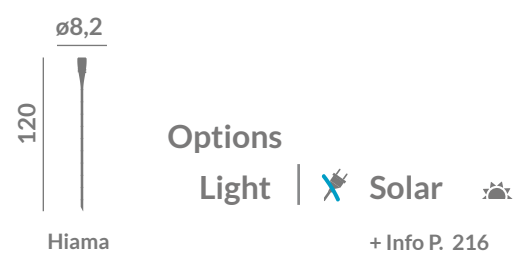 ø8,2
120
Hiama
Options
Light
Solar
+ Info P. 216